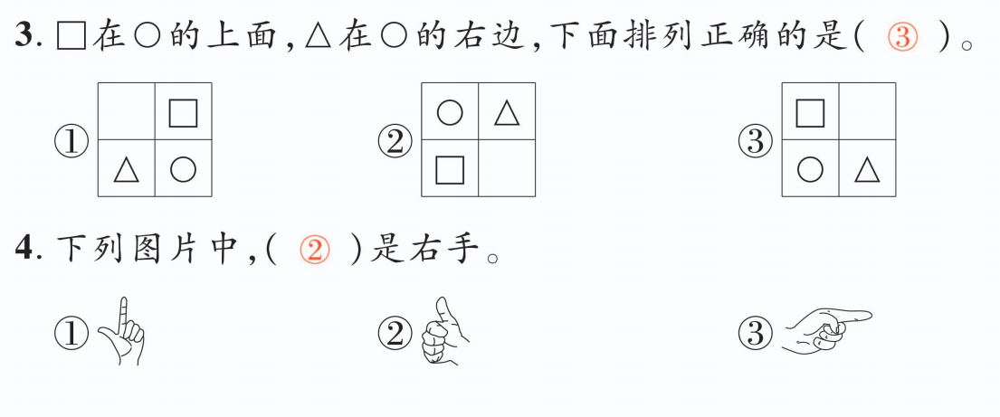 3. □在○的上面,△在○的右边,下面排列正确的是( ③ )。
① ② ③
4. 下列图片中,( ② )是右手。
① ② ③